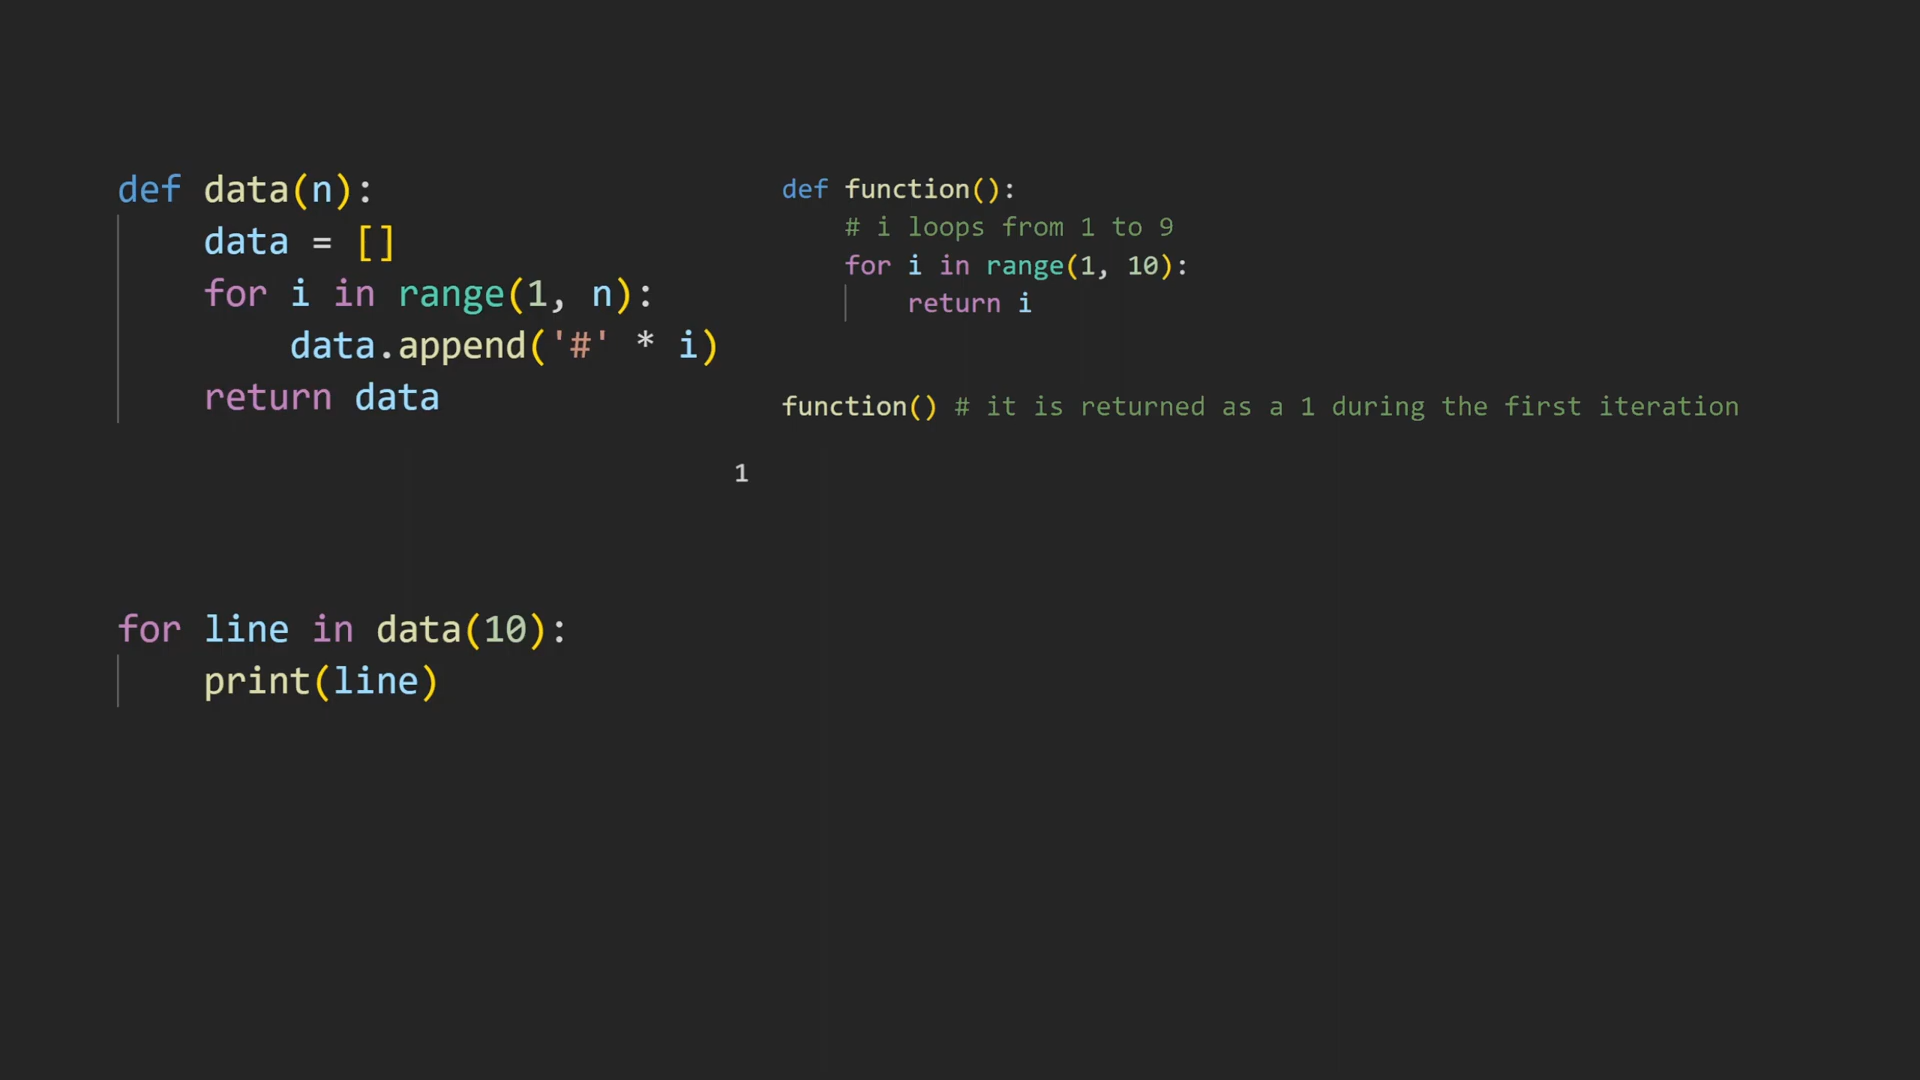 def data(n):
    data = []
    for i in range(1, n):
        data.append('#' * i)
    return data
for line in data(10):
    print(line)
def function():
    # i loops from 1 to 9
    for i in range(1, 10):
        return i
function() # it is returned as a 1 during the first iteration
1